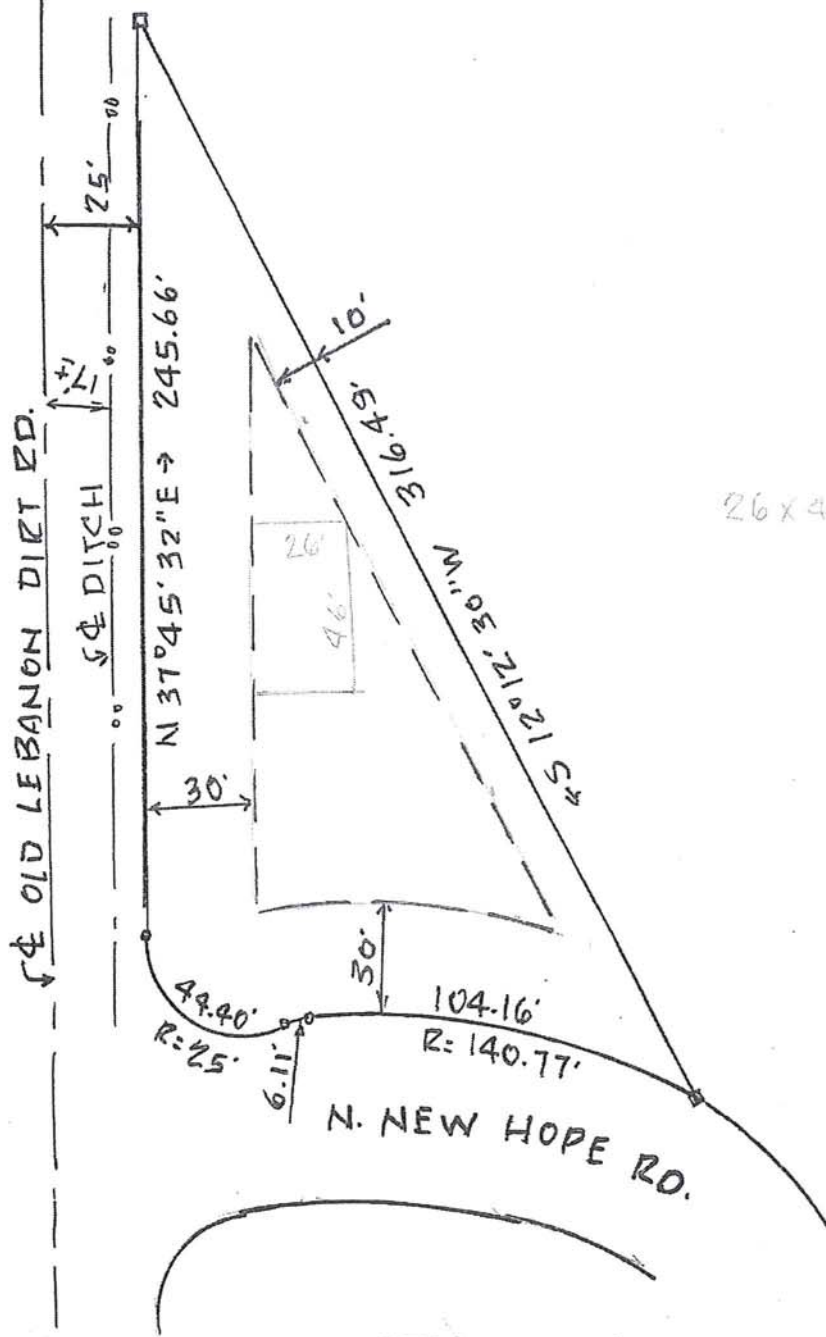 ℄ OLD LEBANON DIRT RD.
25'
℄ DITCH
N 37°45'32"E → 245.66'
10'
316.49'
S 12°12'30"W
26'
46'
26 x 4
30'
30'
44.40'
R=25'
6.11'
104.16'
R=140.77'
N. NEW HOPE RD.